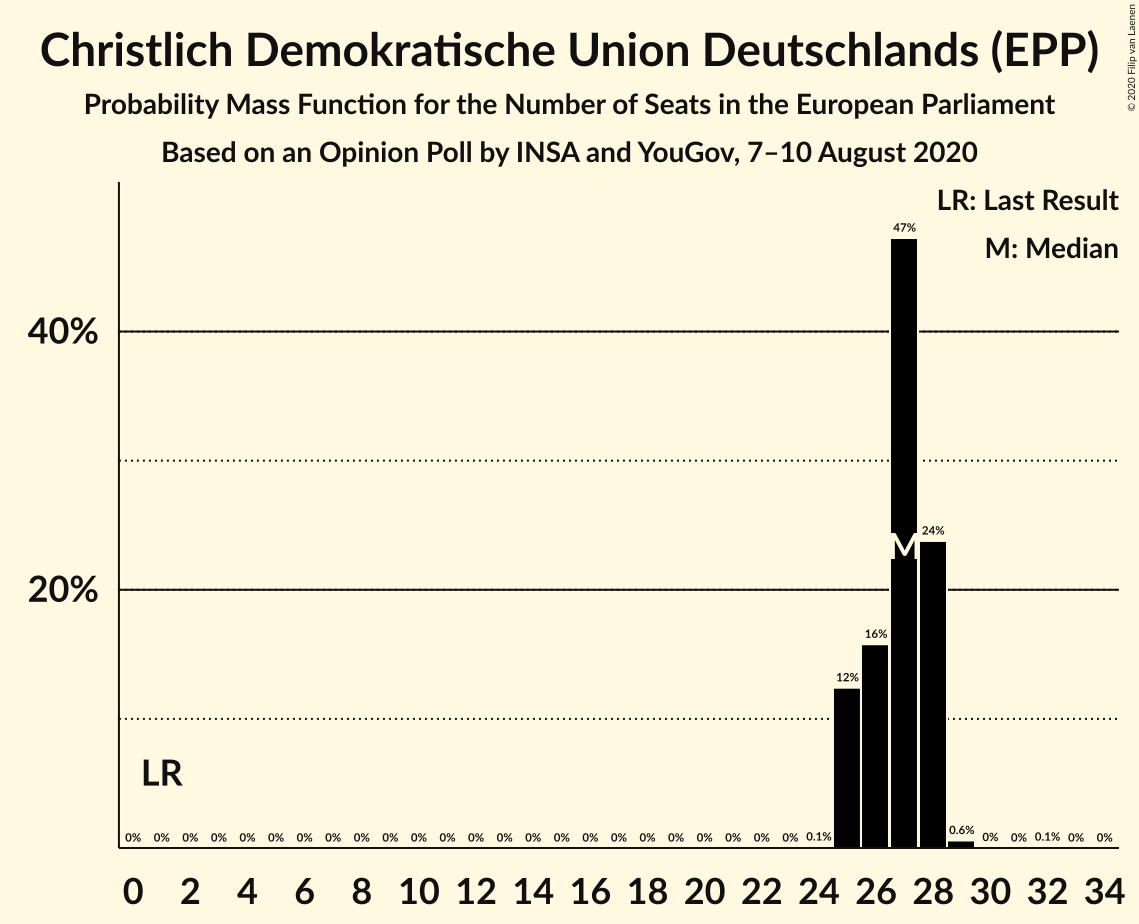 Christlich Demokratische Union Deutschlands (EPP)
Probability Mass Function for the Number of Seats in the European Parliament
Based on an Opinion Poll by INSA and YouGov, 7–10 August 2020
© 2020 Filip van Laenen
LR: Last Result
M: Median
47%
40%
24%
M
20%
16%
12%
LR
0% 0% 0% 0% 0% 0% 0% 0% 0% 0% 0% 0% 0% 0% 0% 0% 0% 0% 0% 0% 0% 0% 0% 0% 0.1% 0.6% 0% 0% 0.1% 0% 0%
0 2 4 6 8 10 12 14 16 18 20 22 24 26 28 30 32 34